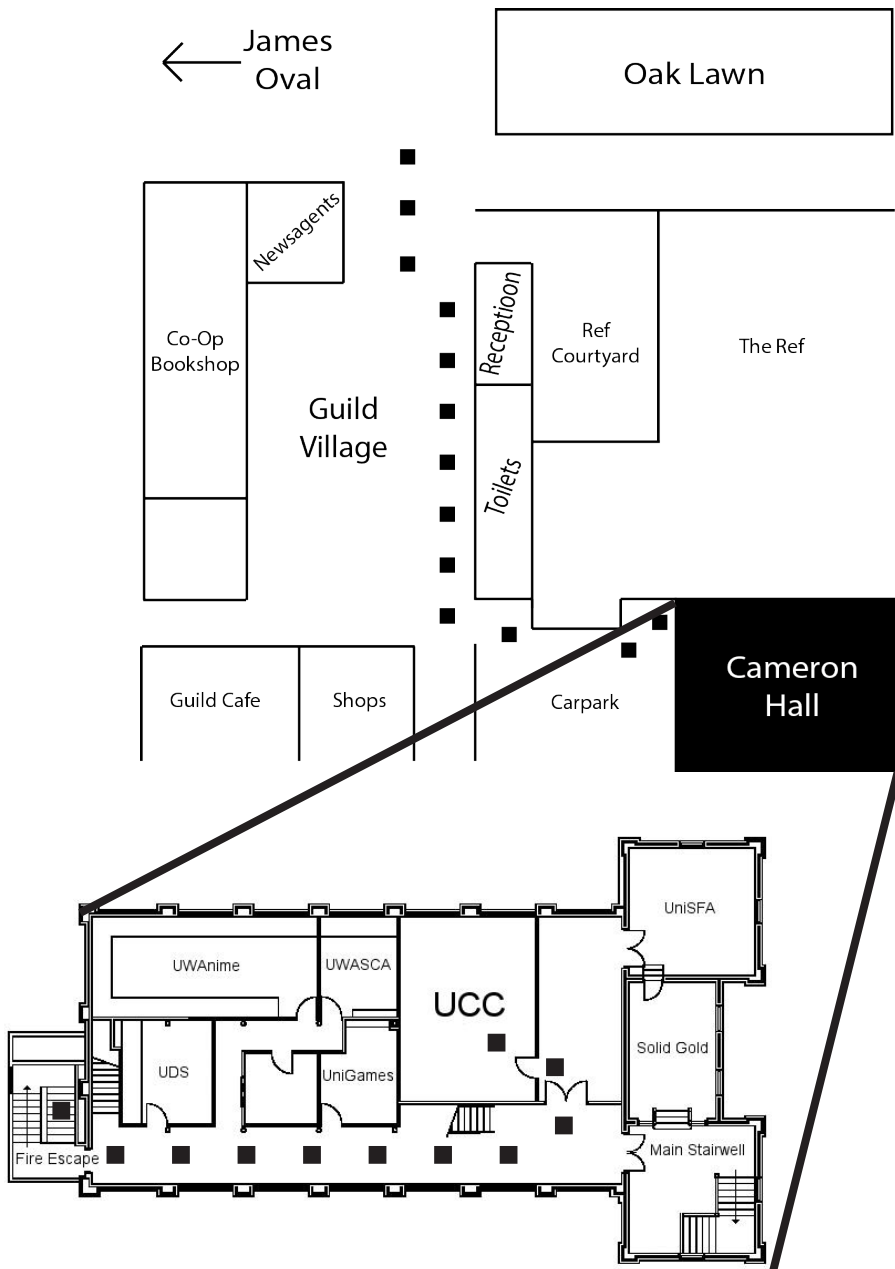 James
Oval
Oak Lawn
Newsagents
Co-Op
Bookshop
Receptioon
Ref
Courtyard
The Ref
Guild
Village
Toilets
Guild Cafe
Shops
Carpark
Cameron
Hall
UniSFA
UWAnime
UWASCA
UCC
Solid Gold
UDS
UniGames
Fire Escape
Main Stairwell